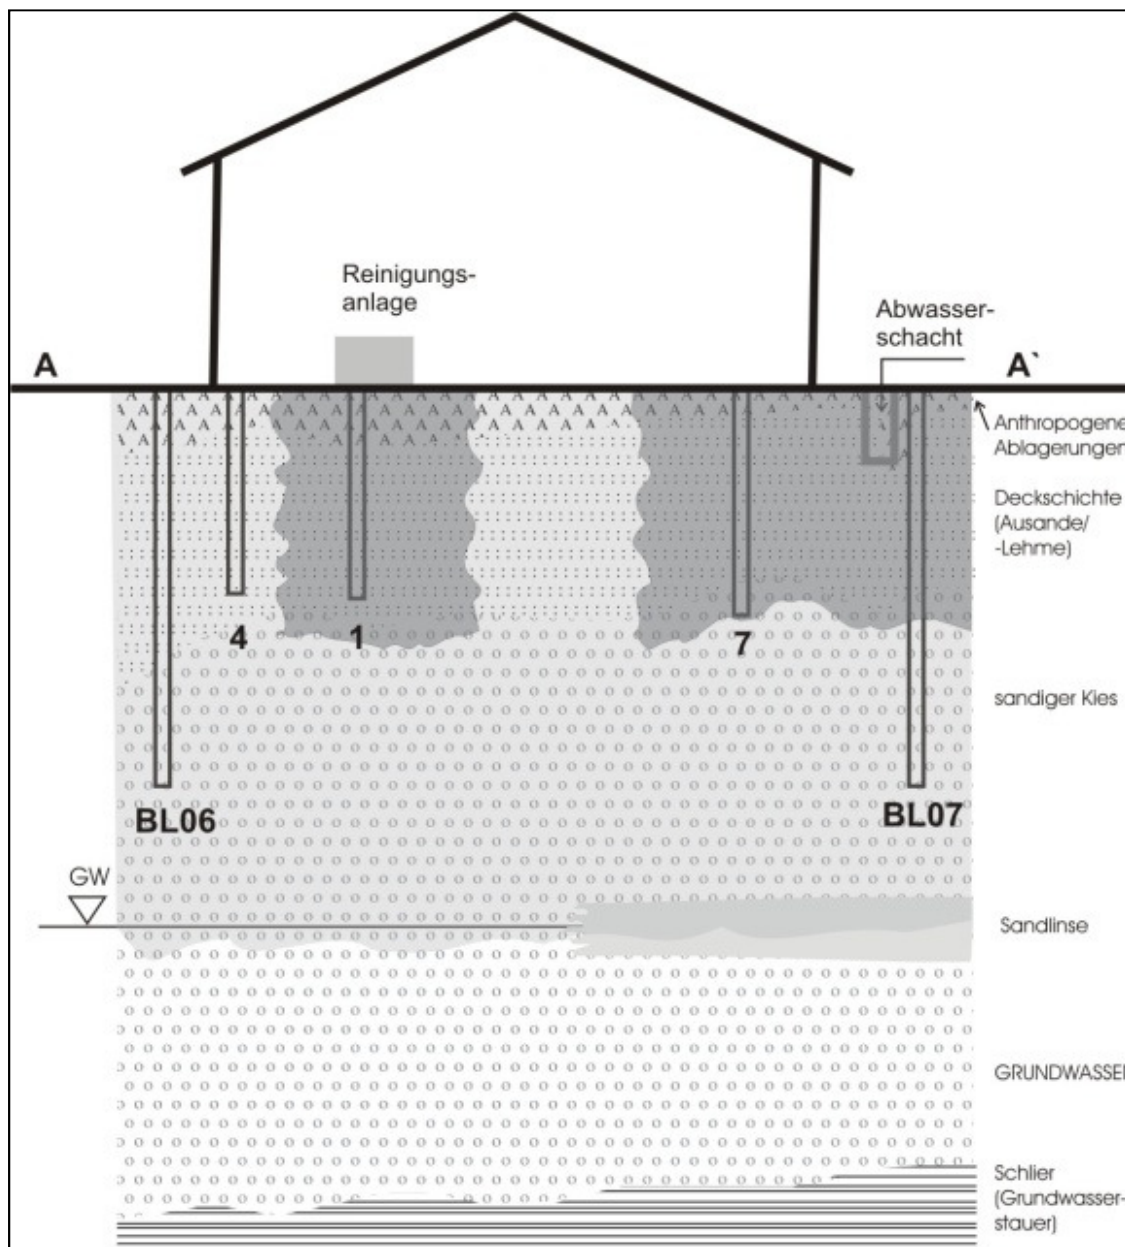 Reinigungs-
anlage
Abwasser-
schacht
A
A`
Anthropogene
Ablagerungen
Deckschichte
(Ausande/
-Lehme)
4
1
7
sandiger Kies
BL06
BL07
GW
Sandlinse
GRUNDWASSER
Schlier
(Grundwasser-
stauer)